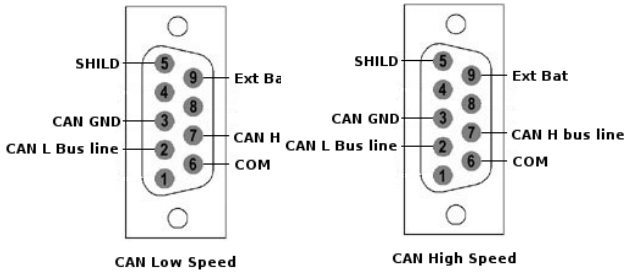 SHILD
5
9
Ext Ba
4
8
CAN GND
3
7
CAN H
CAN L Bus line
2
6
COM
1
CAN Low Speed
SHILD
5
9
Ext Bat
4
8
CAN GND
3
7
CAN H bus line
CAN L Bus line
2
6
COM
1
CAN High Speed